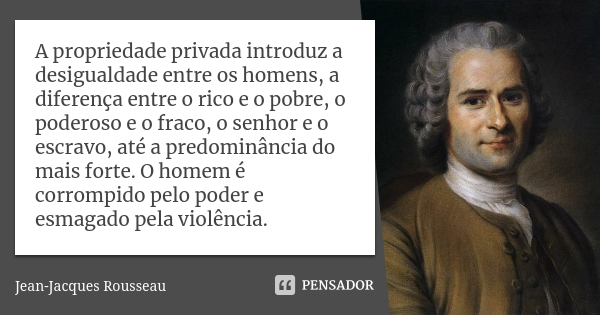 A propriedade privada introduz a
desigualdade entre os homens, a
diferença entre o rico e o pobre, o
poderoso e o fraco, o senhor e o
escravo, até a predominância do
mais forte. O homem é
corrompido pelo poder e
esmagado pela violência.
Jean-Jacques Rousseau
PENSADOR